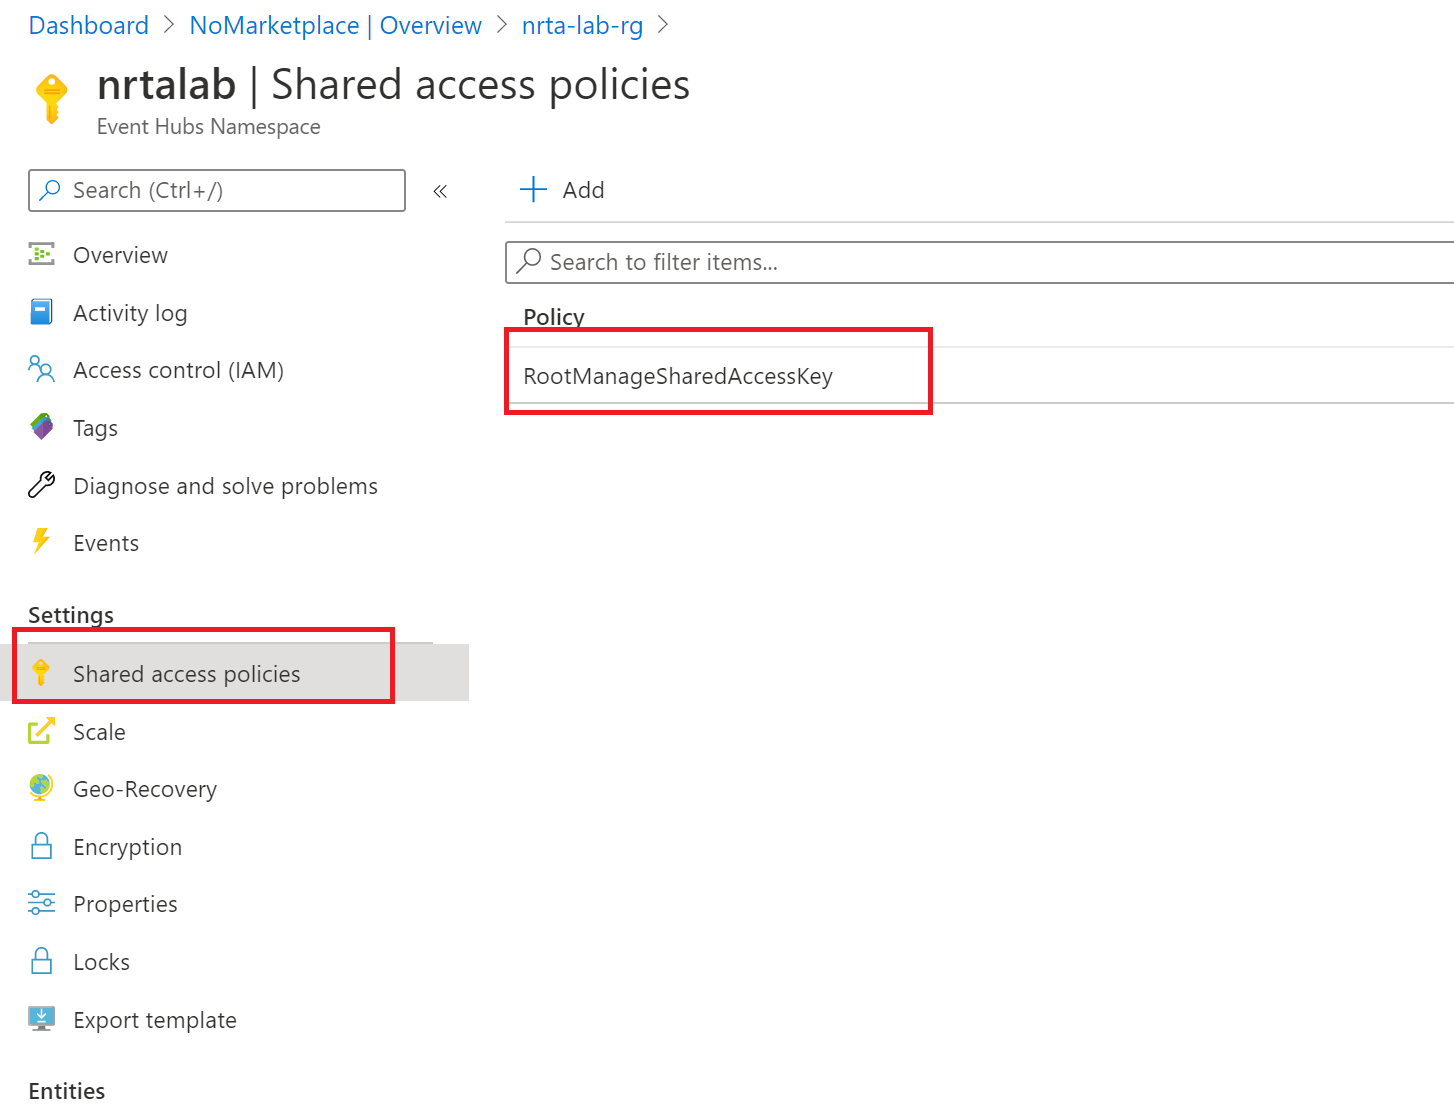 Dashboard > NoMarketplace | Overview > nrta-lab-rg >
nrtalab | Shared access policies
Event Hubs Namespace
Search (Ctrl+/)
«
Add
Search to filter items...
Policy
RootManageSharedAccessKey
Overview
Activity log
Access control (IAM)
Tags
Diagnose and solve problems
Events
Settings
Shared access policies
Scale
Geo-Recovery
Encryption
Properties
Locks
Export template
Entities